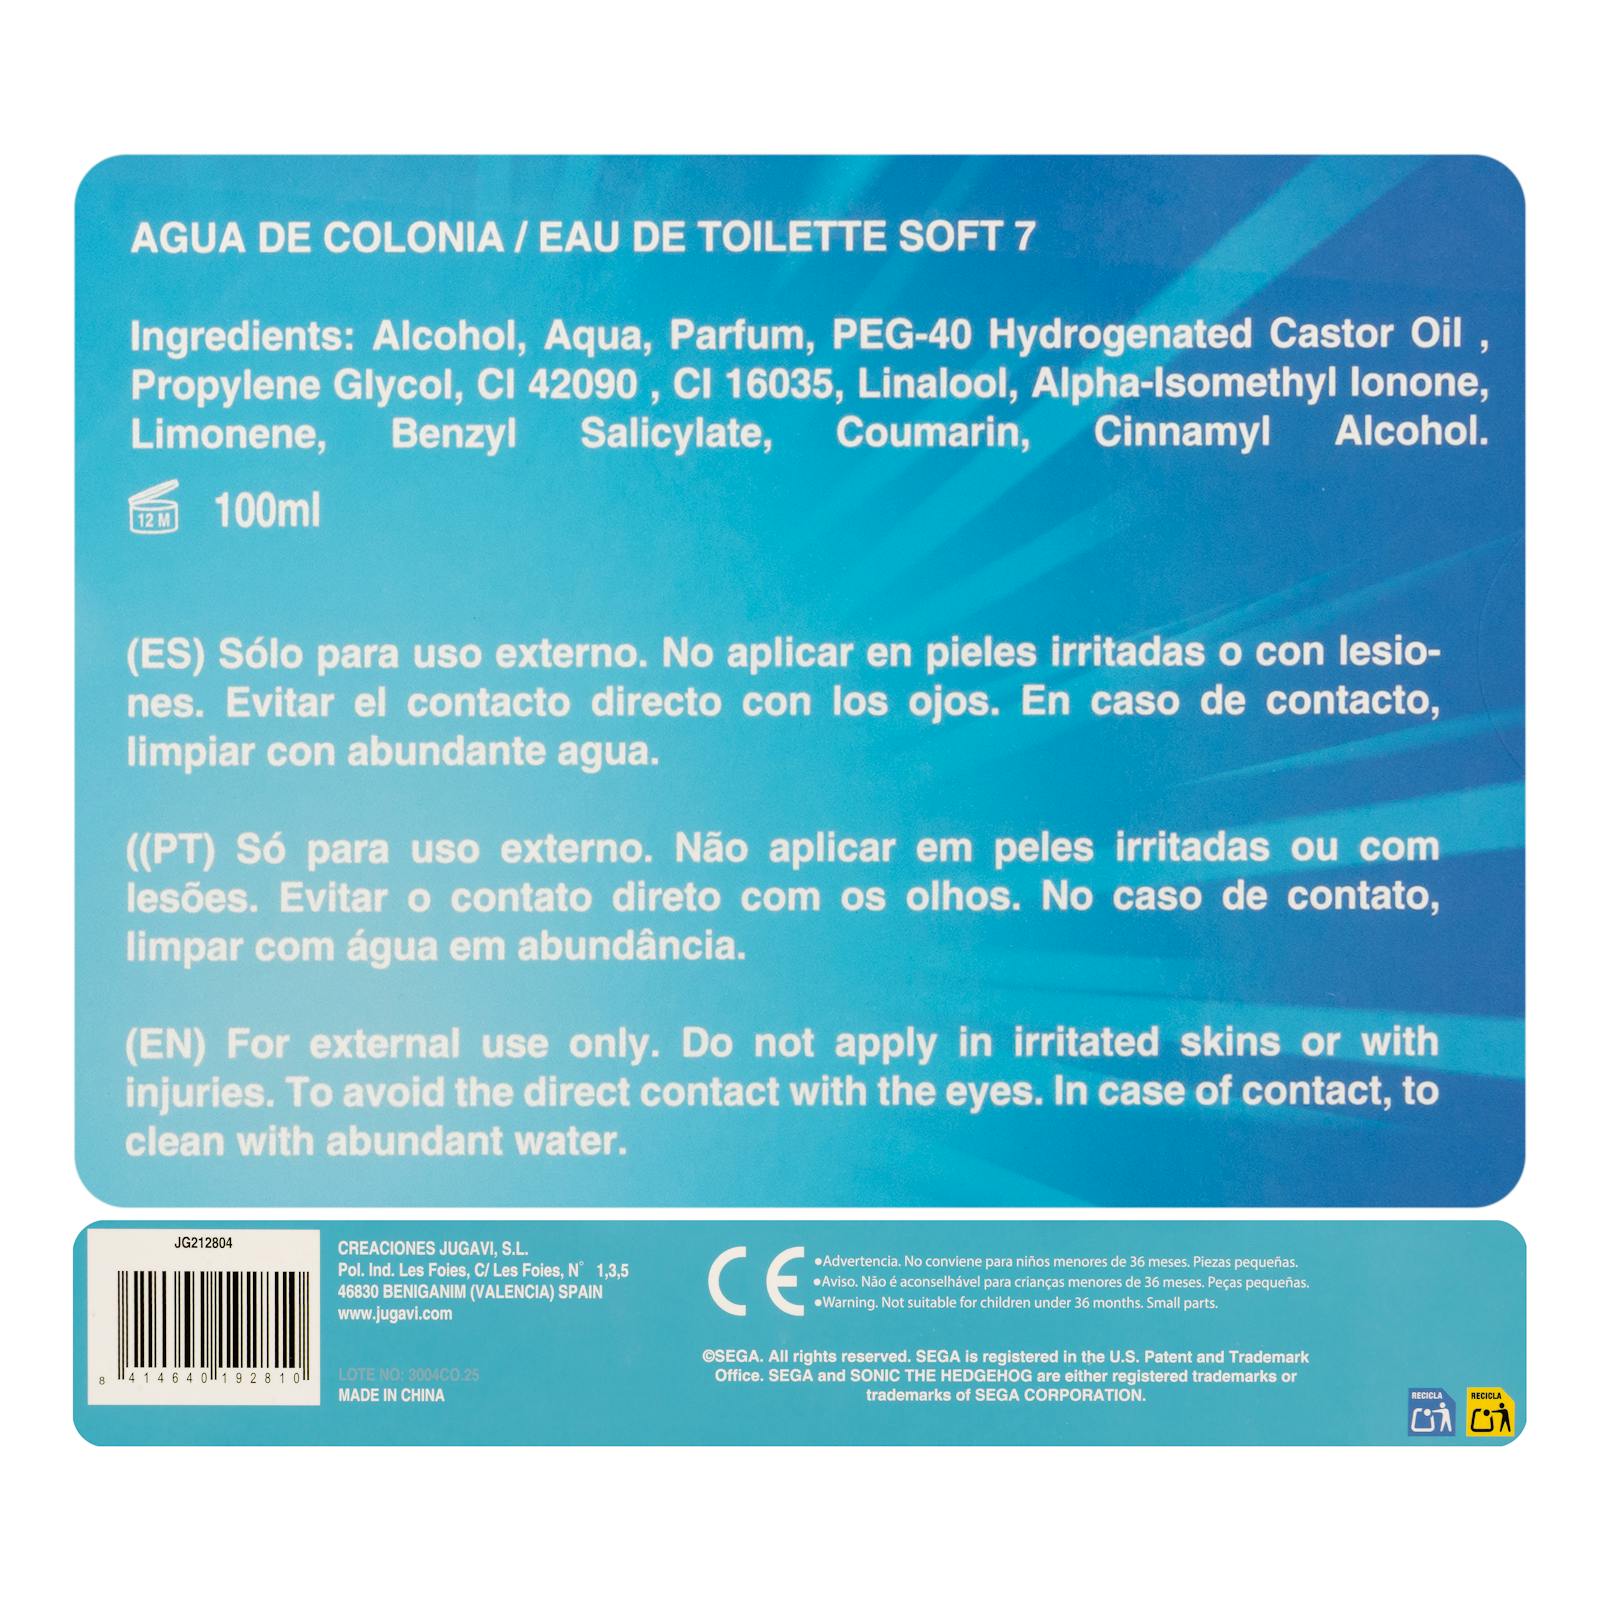 AGUA DE COLONIA / EAU DE TOILETTE SOFT 7
Ingredients: Alcohol, Aqua, Parfum, PEG-40 Hydrogenated Castor Oil ,
Propylene Glycol, CI 42090 , CI 16035, Linalool, Alpha-Isomethyl Ionone,
Limonene, Benzyl Salicylate, Coumarin, Cinnamyl Alcohol.
12 M 100ml
(ES) Sólo para uso externo. No aplicar en pieles irritadas o con lesio-
nes. Evitar el contacto directo con los ojos. En caso de contacto,
limpiar con abundante agua.
((PT) Só para uso externo. Não aplicar em peles irritadas ou com
lesões. Evitar o contato direto com os olhos. No caso de contato,
limpar com água em abundância.
(EN) For external use only. Do not apply in irritated skins or with
injuries. To avoid the direct contact with the eyes. In case of contact, to
clean with abundant water.
JG212804
8 414640 192810
CREACIONES JUGAVI, S.L.
Pol. Ind. Les Foies, C/ Les Foies, N° 1,3,5
46830 BENIGANIM (VALENCIA) SPAIN
www.jugavi.com
LOTE NO: 3004CO.25
MADE IN CHINA
CE
•Advertencia. No conviene para niños menores de 36 meses. Piezas pequeñas.
•Aviso. Não é aconselhável para crianças menores de 36 meses. Peças pequeñas.
•Warning. Not suitable for children under 36 months. Small parts.
©SEGA. All rights reserved. SEGA is registered in the U.S. Patent and Trademark
Office. SEGA and SONIC THE HEDGEHOG are either registered trademarks or
trademarks of SEGA CORPORATION.
RECICLA
RECICLA